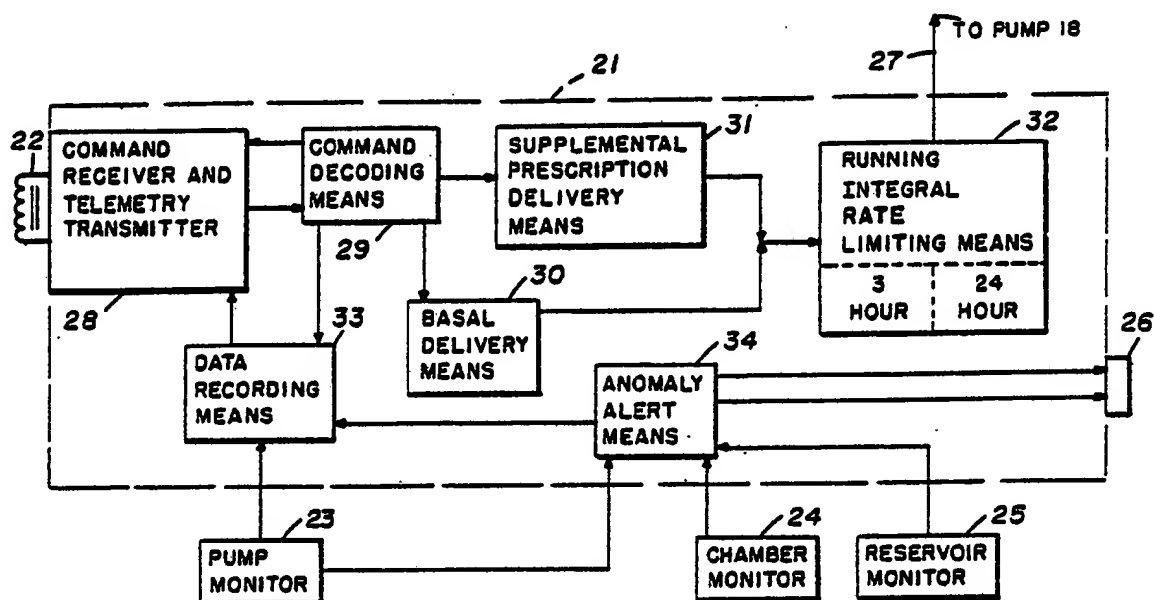 TO PUMP 18
27
21
22
COMMAND
RECEIVER AND
TELEMETRY
TRANSMITTER
28
COMMAND
DECODING
MEANS
29
SUPPLEMENTAL
PRESCRIPTION
DELIVERY
MEANS
31
RUNNING
INTEGRAL
RATE
LIMITING MEANS
3
HOUR
24
HOUR
32
BASAL
DELIVERY
MEANS
30
DATA
RECORDING
MEANS
33
ANOMALY
ALERT
MEANS
34
26
PUMP
MONITOR
23
CHAMBER
MONITOR
24
RESERVOIR
MONITOR
25